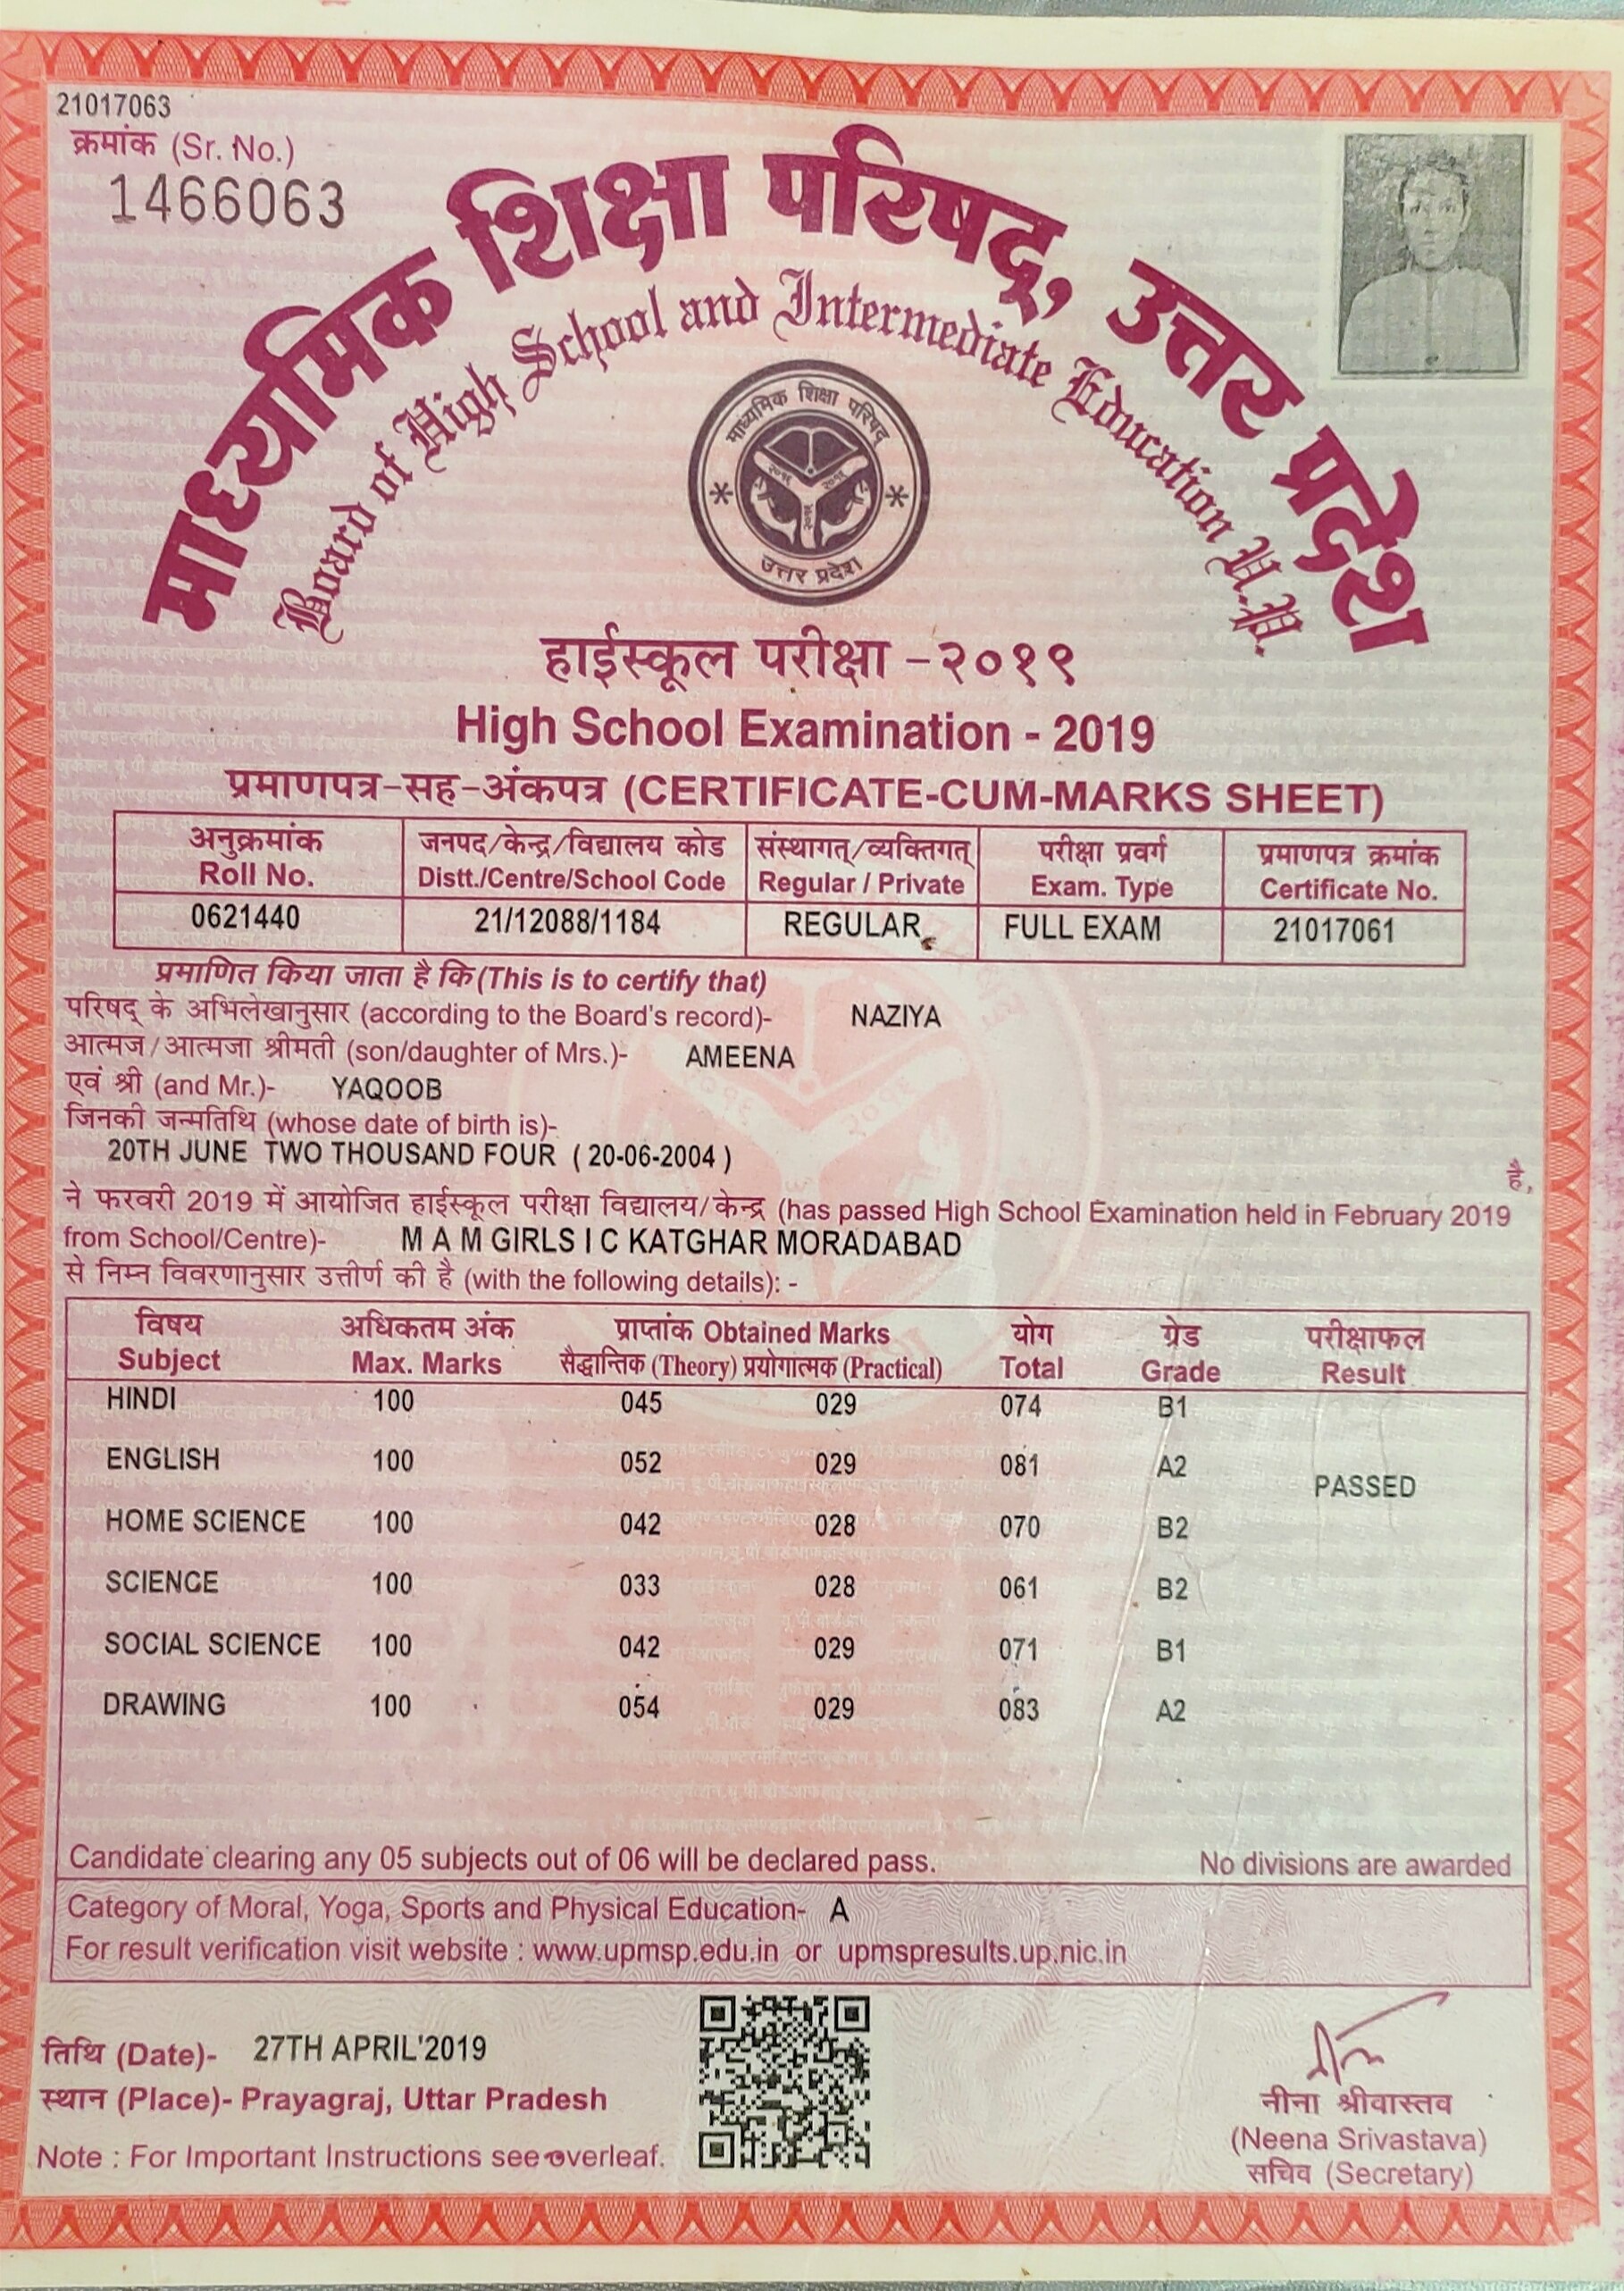 21017063
क्रमांक (Sr. No.)
1466063
माध्यमिक शिक्षा परिषद्, उत्तर प्रदेश
Board of High School and Intermediate Education U.P.
माध्यमिक शिक्षा परिषद्
उत्तर प्रदेश
हाईस्कूल परीक्षा -२०१९
High School Examination - 2019
प्रमाणपत्र-सह-अंकपत्र (CERTIFICATE-CUM-MARKS SHEET)
अनुक्रमांक जनपद/केन्द्र/विद्यालय कोड संस्थागत्/व्यक्तिगत् परीक्षा प्रवर्ग प्रमाणपत्र क्रमांक
Roll No. Distt./Centre/School Code Regular / Private Exam. Type Certificate No.
0621440 21/12088/1184 REGULAR FULL EXAM 21017061
प्रमाणित किया जाता है कि (This is to certify that)
परिषद् के अभिलेखानुसार (according to the Board's record)- NAZIYA
आत्मज/आत्मजा श्रीमती (son/daughter of Mrs.)- AMEENA
एवं श्री (and Mr.)- YAQOOB
जिनकी जन्मतिथि (whose date of birth is)-
20TH JUNE TWO THOUSAND FOUR ( 20-06-2004 )
है,
ने फरवरी 2019 में आयोजित हाईस्कूल परीक्षा विद्यालय/केन्द्र (has passed High School Examination held in February 2019
from School/Centre)- M A M GIRLS I C KATGHAR MORADABAD
से निम्न विवरणानुसार उत्तीर्ण की है (with the following details): -
विषय अधिकतम अंक प्राप्तांक Obtained Marks योग ग्रेड परीक्षाफल
Subject Max. Marks सैद्धान्तिक (Theory) प्रयोगात्मक (Practical) Total Grade Result
HINDI 100 045 029 074 B1
ENGLISH 100 052 029 081 A2
PASSED
HOME SCIENCE 100 042 028 070 B2
SCIENCE 100 033 028 061 B2
SOCIAL SCIENCE 100 042 029 071 B1
DRAWING 100 054 029 083 A2
Candidate clearing any 05 subjects out of 06 will be declared pass. No divisions are awarded
Category of Moral, Yoga, Sports and Physical Education- A
For result verification visit website : www.upmsp.edu.in or upmspresults.up.nic.in
तिथि (Date)- 27TH APRIL'2019
स्थान (Place)- Prayagraj, Uttar Pradesh
Note : For Important Instructions see overleaf.
नीना श्रीवास्तव
(Neena Srivastava)
सचिव (Secretary)